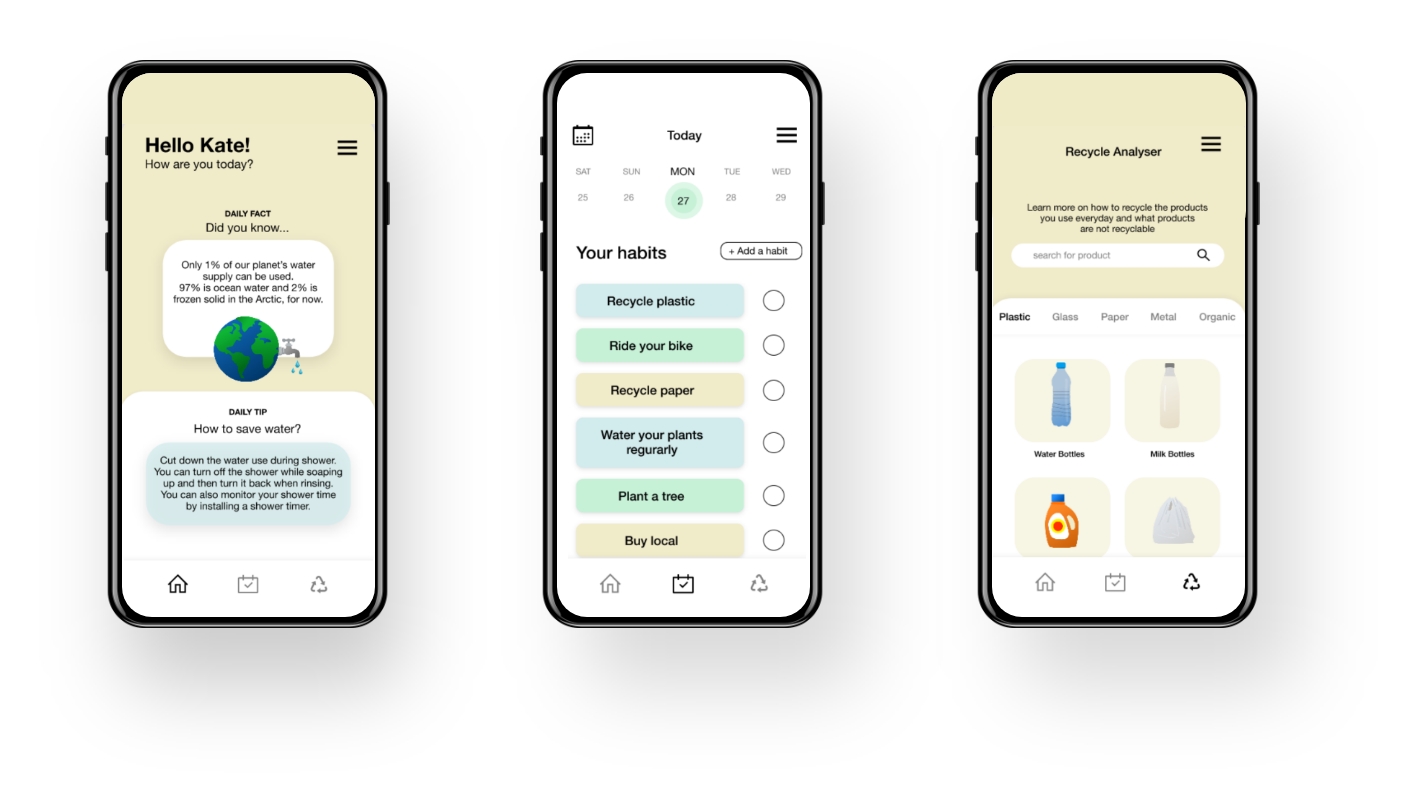 Hello Kate!
How are you today?
DAILY FACT
Did you know...
Only 1% of our planet's water
supply can be used.
97% is ocean water and 2% is
frozen solid in the Arctic, for now.
DAILY TIP
How to save water?
Cut down the water use during shower.
You can turn off the shower while soaping
up and then turn it back when rinsing.
You can also monitor your shower time
by installing a shower timer.
Today
SAT SUN MON TUE WED
25 26 27 28 29
Your habits
+ Add a habit
Recycle plastic
Ride your bike
Recycle paper
Water your plants
regurarly
Plant a tree
Buy local
Recycle Analyser
Learn more on how to recycle the products
you use everyday and what products
are not recyclable
search for product
Plastic Glass Paper Metal Organic
Water Bottles
Milk Bottles